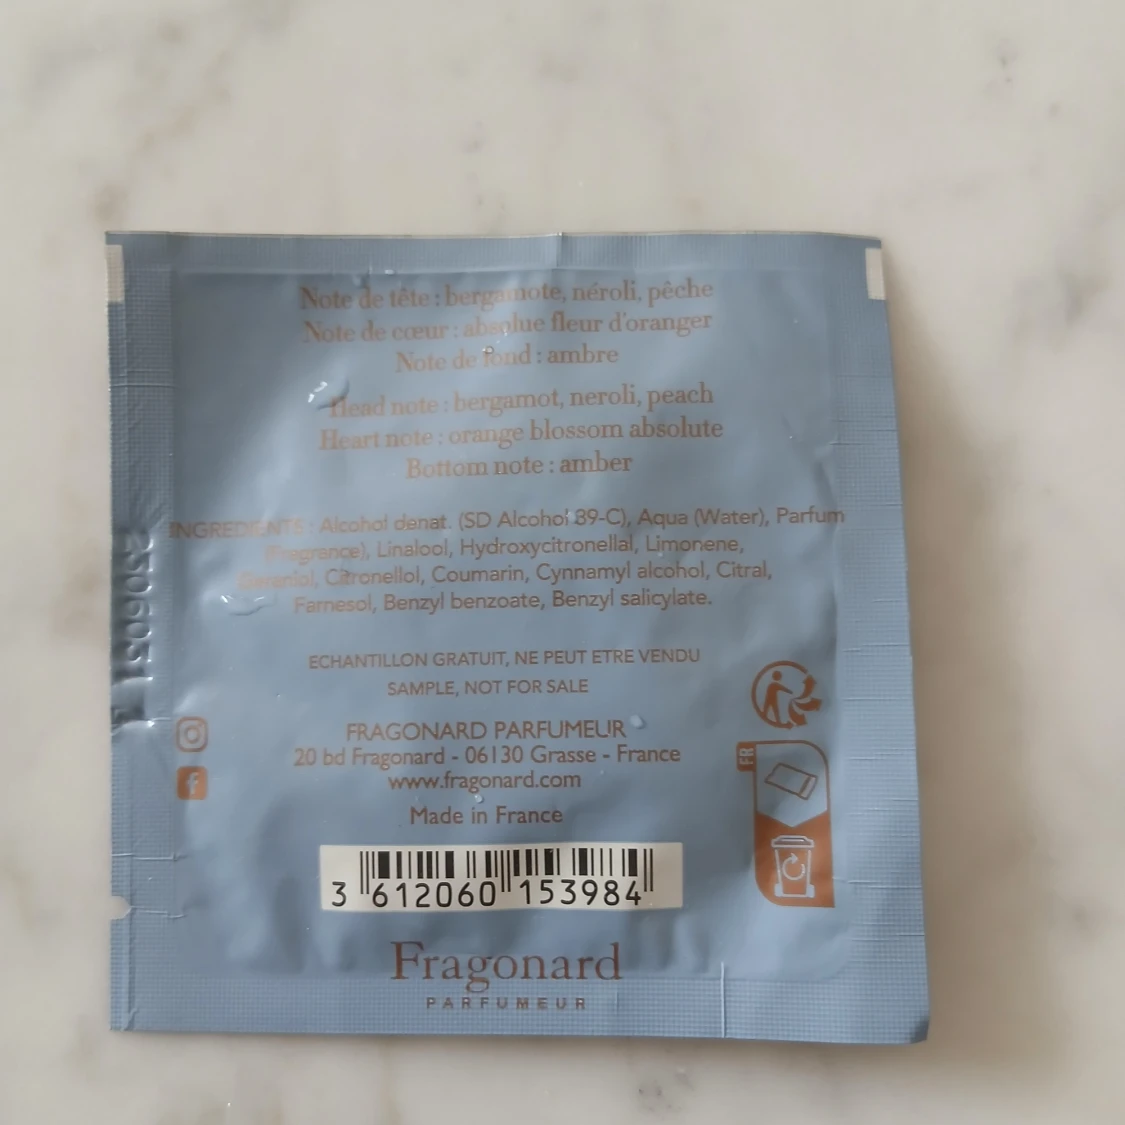 Note de tête : bergamote, néroli, pêche
Note de cœur : absolue fleur d'oranger
Note de fond : ambre
Head note : bergamot, neroli, peach
Heart note : orange blossom absolute
Bottom note : amber
INGREDIENTS : Alcohol denat. (SD Alcohol 39-C), Aqua (Water), Parfum
(Fragrance), Linalool, Hydroxycitronellal, Limonene,
Geraniol, Citronellol, Coumarin, Cynnamyl alcohol, Citral,
Farnesol, Benzyl benzoate, Benzyl salicylate.
ECHANTILLON GRATUIT, NE PEUT ETRE VENDU
SAMPLE, NOT FOR SALE
FRAGONARD PARFUMEUR
20 bd Fragonard - 06130 Grasse - France
www.fragonard.com
Made in France
FR
3 612060 153984
Fragonard
PARFUMEUR